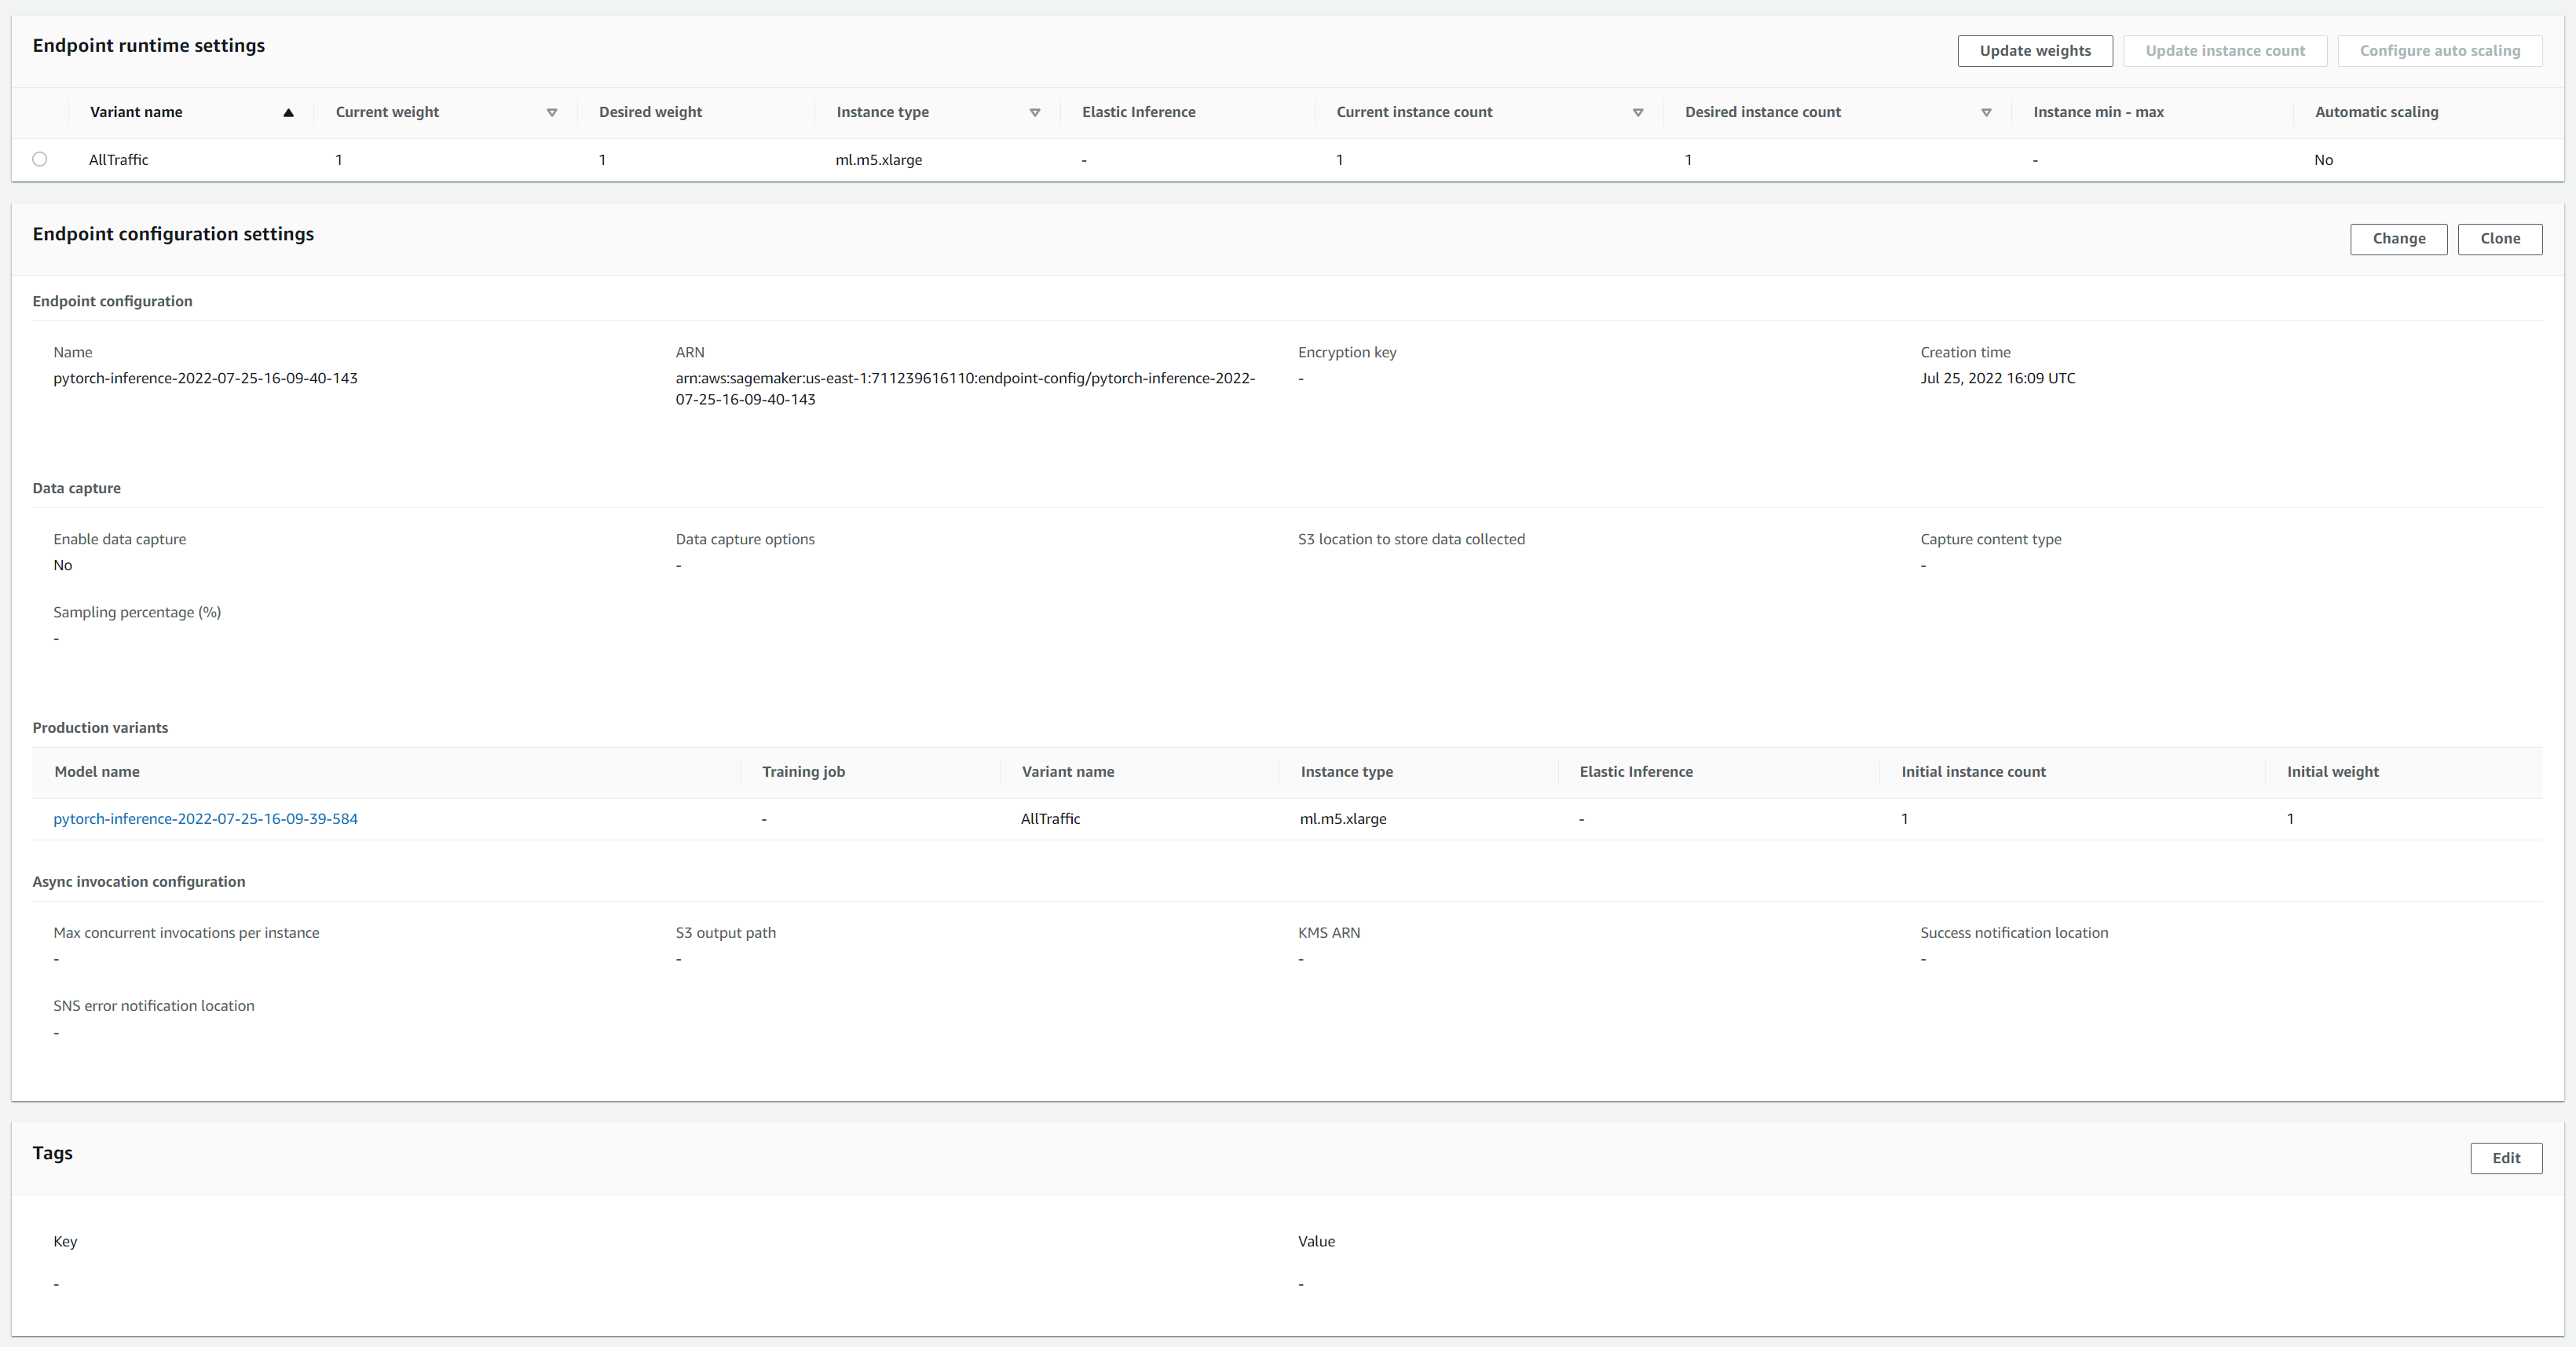 Endpoint runtime settings
Update weights Update instance count Configure auto scaling
Variant name Current weight Desired weight Instance type Elastic Inference Current instance count Desired instance count Instance min - max Automatic scaling
AllTraffic 1 1 ml.m5.xlarge - 1 1 - No
Endpoint configuration settings
Change Clone
Endpoint configuration
Name ARN Encryption key Creation time
pytorch-inference-2022-07-25-16-09-40-143 arn:aws:sagemaker:us-east-1:711239616110:endpoint-config/pytorch-inference-2022- - Jul 25, 2022 16:09 UTC
07-25-16-09-40-143
Data capture
Enable data capture Data capture options S3 location to store data collected Capture content type
No - -
Sampling percentage (%)
-
Production variants
Model name Training job Variant name Instance type Elastic Inference Initial instance count Initial weight
pytorch-inference-2022-07-25-16-09-39-584 - AllTraffic ml.m5.xlarge - 1 1
Async invocation configuration
Max concurrent invocations per instance S3 output path KMS ARN Success notification location
- - - -
SNS error notification location
-
Tags
Edit
Key Value
- -